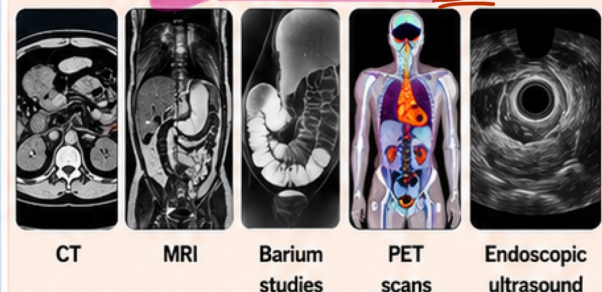 CT
MRI
Barium
studies
PET
scans
Endoscopic
ultrasound